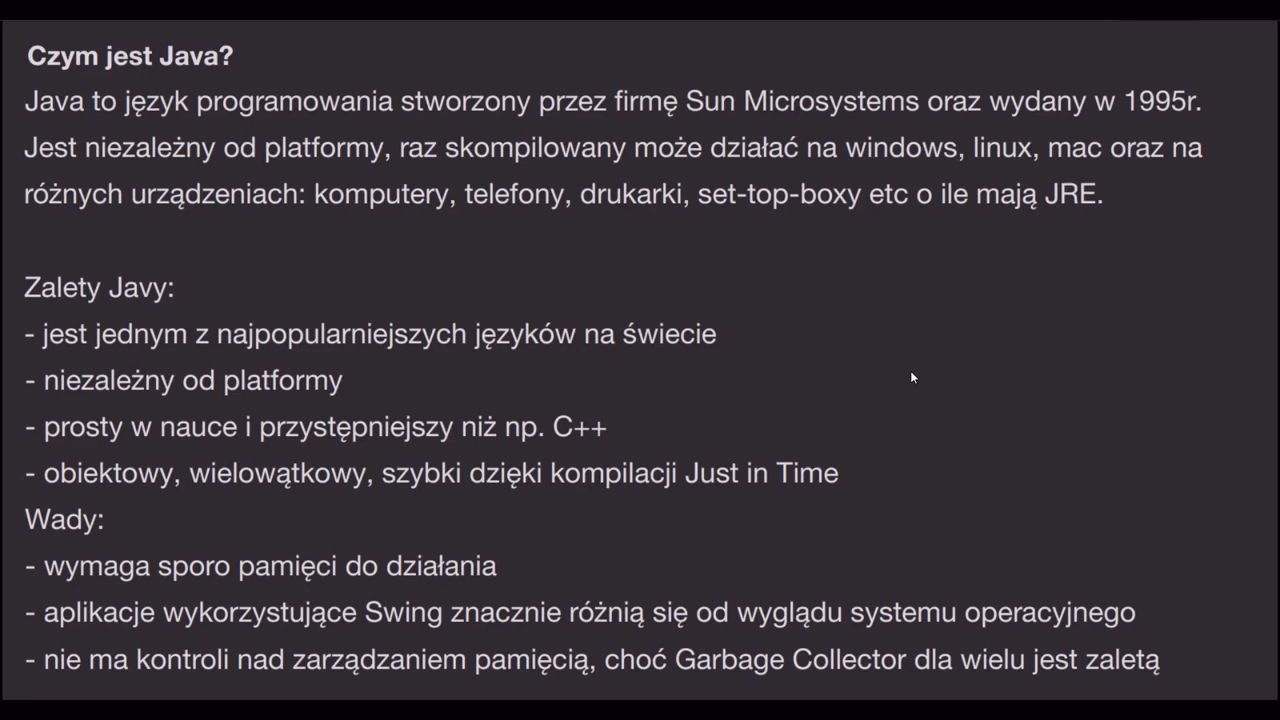 Czym jest Java?
Java to język programowania stworzony przez firmę Sun Microsystems oraz wydany w 1995r.
Jest niezależny od platformy, raz skompilowany może działać na windows, linux, mac oraz na
różnych urządzeniach: komputery, telefony, drukarki, set-top-boxy etc o ile mają JRE.
Zalety Javy:
- jest jednym z najpopularniejszych języków na świecie
- niezależny od platformy
- prosty w nauce i przystępniejszy niż np. C++
- obiektowy, wielowątkowy, szybki dzięki kompilacji Just in Time
Wady:
- wymaga sporo pamięci do działania
- aplikacje wykorzystujące Swing znacznie różnią się od wyglądu systemu operacyjnego
- nie ma kontroli nad zarządzaniem pamięcią, choć Garbage Collector dla wielu jest zaletą